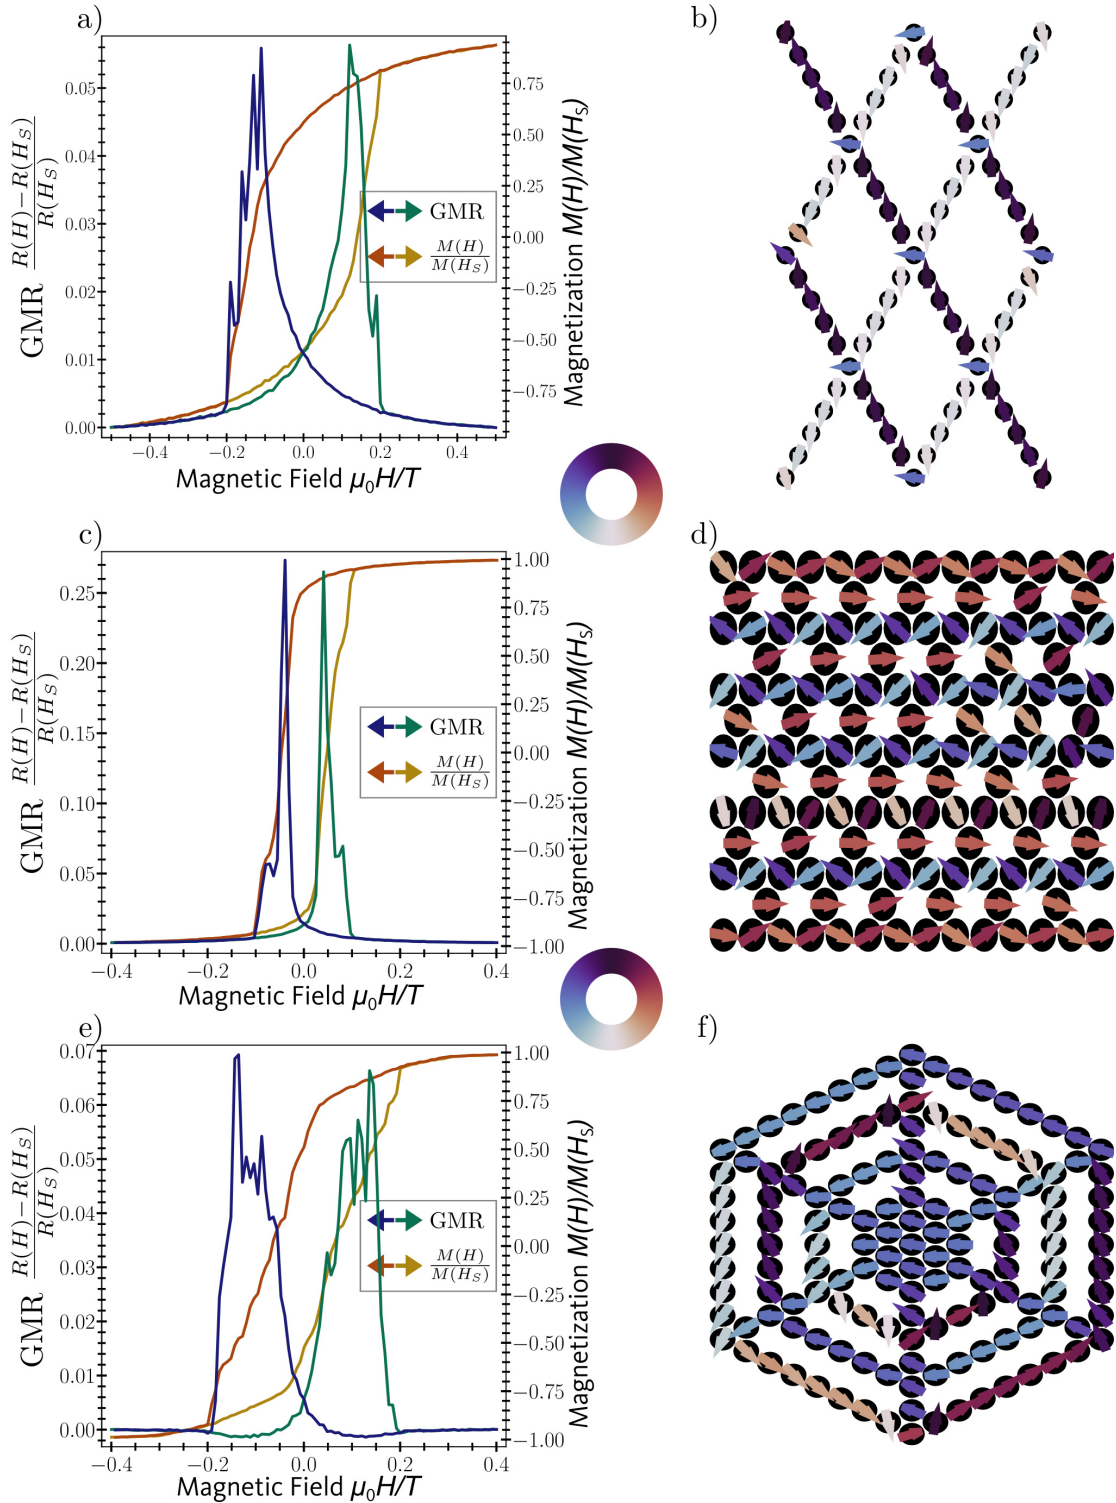 a)
GMR R(H)−R(H_S) / R(H_S)
0.05
0.04
0.03
0.02
0.01
0.00
−0.4 −0.2 0.0 0.2 0.4
Magnetic Field μ₀H/T
GMR
M(H) / M(H_S)
0.75
0.50
0.25
0.00
−0.25
−0.50
−0.75
Magnetization M(H)/M(H_S)
b)
c)
GMR R(H)−R(H_S) / R(H_S)
0.25
0.20
0.15
0.10
0.05
0.00
−0.4 −0.2 0.0 0.2 0.4
Magnetic Field μ₀H/T
GMR
M(H) / M(H_S)
1.00
0.75
0.50
0.25
0.00
−0.25
−0.50
−0.75
−1.00
Magnetization M(H)/M(H_S)
d)
e)
GMR R(H)−R(H_S) / R(H_S)
0.07
0.06
0.05
0.04
0.03
0.02
0.01
0.00
−0.4 −0.2 0.0 0.2 0.4
Magnetic Field μ₀H/T
GMR
M(H) / M(H_S)
1.00
0.75
0.50
0.25
0.00
−0.25
−0.50
−0.75
−1.00
Magnetization M(H)/M(H_S)
f)